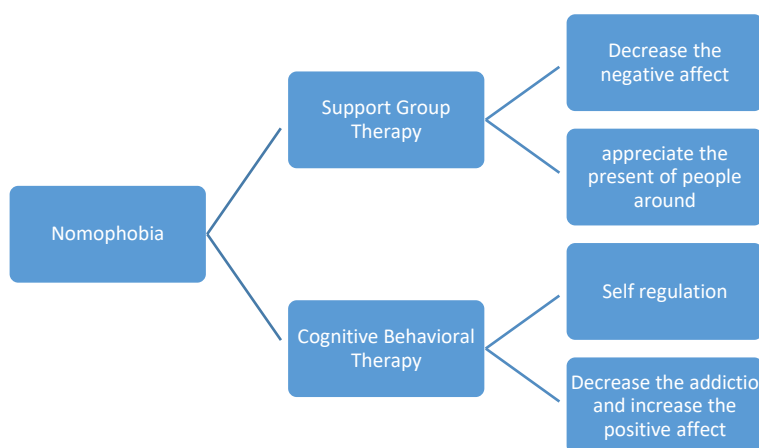 Decrease the
negative affect
Support Group
Therapy
appreciate the
present of people
around
Nomophobia
Self regulation
Cognitive Behavioral
Therapy
Decrease the addictio
and increase the
positive affect